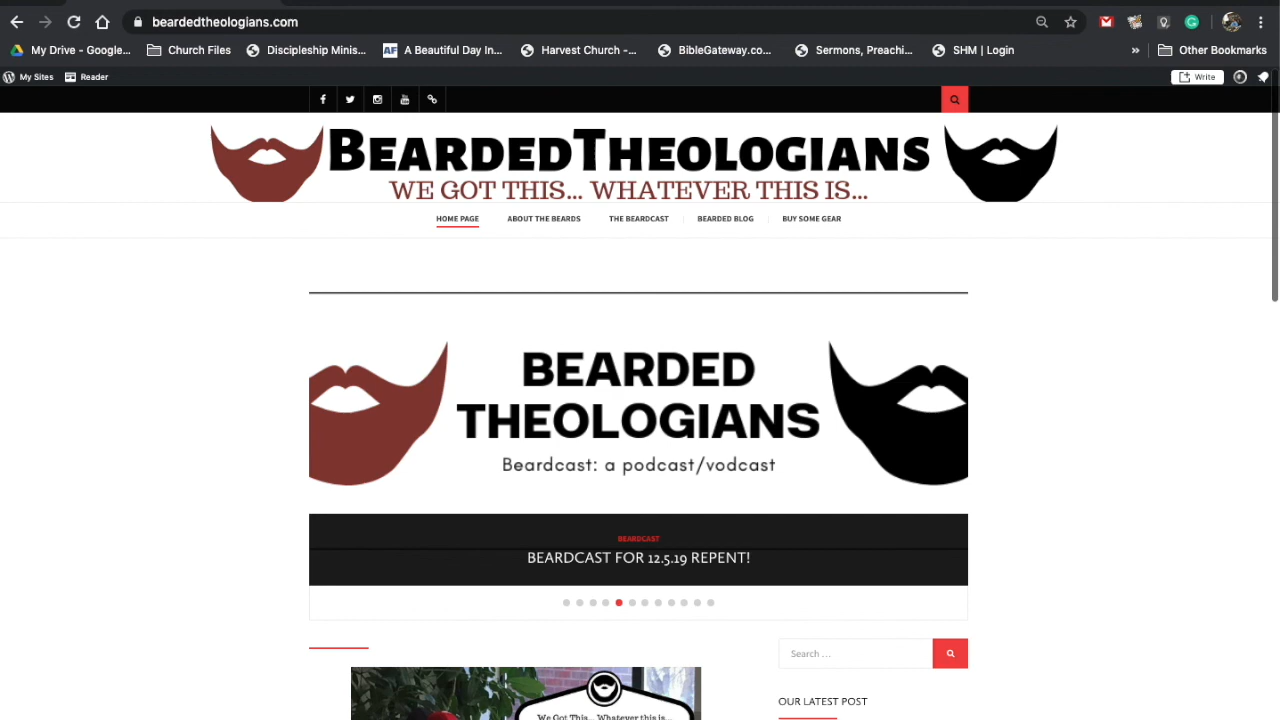 beardedtheologians.com
My Drive - Google... Church Files Discipleship Minis... AF A Beautiful Day In... Harvest Church -... BibleGateway.co... Sermons, Preachi... SHM | Login » Other Bookmarks
My Sites Reader Write
BEARDEDTHEOLOGIANS
WE GOT THIS... WHATEVER THIS IS...
HOME PAGE ABOUT THE BEARDS THE BEARDCAST BEARDED BLOG BUY SOME GEAR
BEARDED
THEOLOGIANS
Beardcast: a podcast/vodcast
BEARDCAST
BEARDCAST FOR 12.5.19 REPENT!
Search ...
OUR LATEST POST
We Got This... Whatever this is...